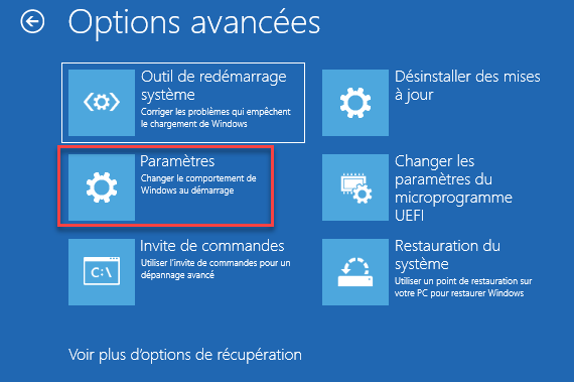 Options avancées
Outil de redémarrage
système
Corriger les problèmes qui empêchent
le chargement de Windows
Paramètres
Changer le comportement de
Windows au démarrage
Invite de commandes
Utiliser l'invite de commandes pour un
dépannage avancé
C:\
Désinstaller des mises
à jour
Changer les
paramètres du
microprogramme
UEFI
Restauration du
système
Utiliser un point de restauration sur
votre PC pour restaurer Windows
Voir plus d'options de récupération